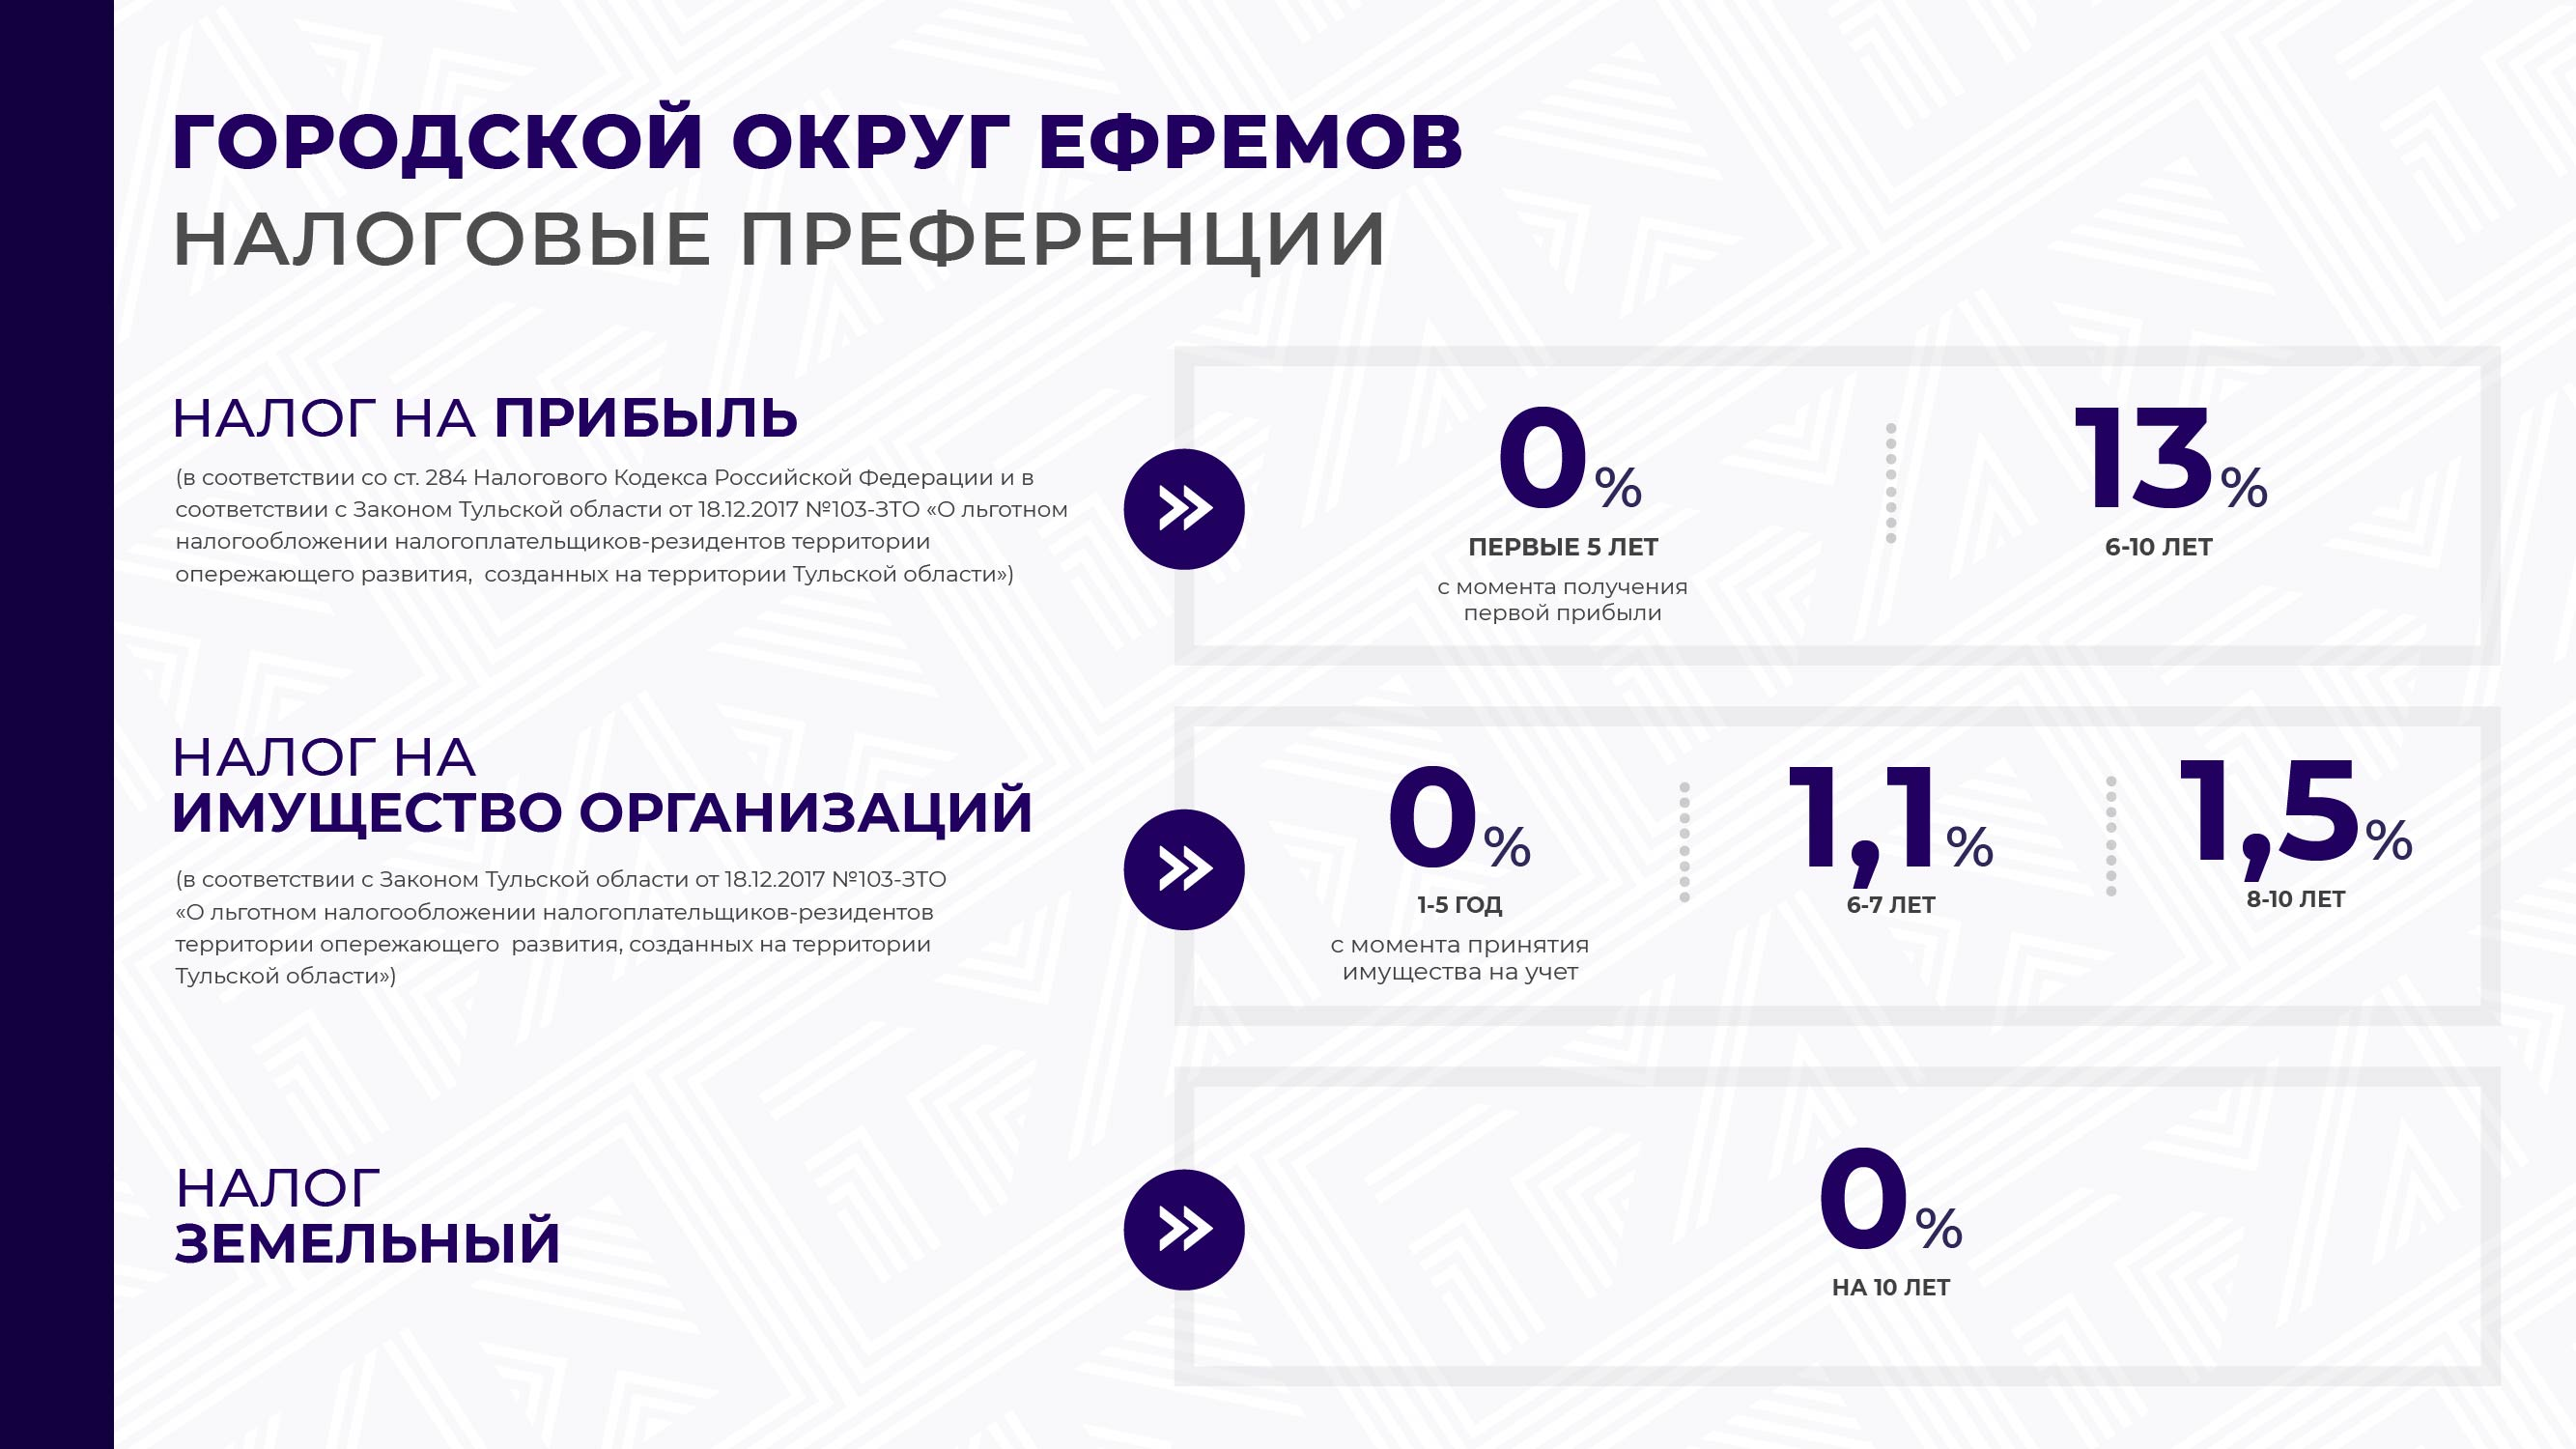 ГОРОДСКОЙ ОКРУГ ЕФРЕМОВ
НАЛОГОВЫЕ ПРЕФЕРЕНЦИИ
НАЛОГ НА ПРИБЫЛЬ
(в соответствии со ст. 284 Налогового Кодекса Российской Федерации и в
соответствии с Законом Тульской области от 18.12.2017 №103-ЗТО «О льготном
налогообложении налогоплательщиков-резидентов территории
опережающего развития,  созданных на территории Тульской области»)
0%
ПЕРВЫЕ 5 ЛЕТ
с момента получения
первой прибыли
13%
6-10 ЛЕТ
НАЛОГ НА
ИМУЩЕСТВО ОРГАНИЗАЦИЙ
(в соответствии с Законом Тульской области от 18.12.2017 №103-ЗТО
«О льготном налогообложении налогоплательщиков-резидентов
территории опережающего  развития, созданных на территории
Тульской области»)
0%
1-5 ГОД
с момента принятия
имущества на учет
1,1%
6-7 ЛЕТ
1,5%
8-10 ЛЕТ
НАЛОГ
ЗЕМЕЛЬНЫЙ
0%
НА 10 ЛЕТ